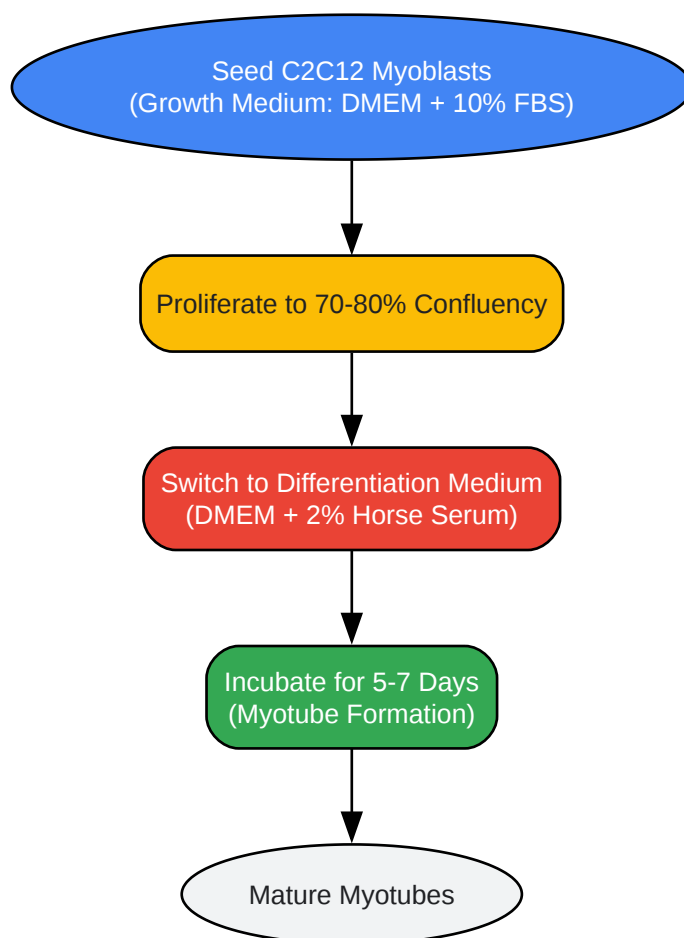 Seed C2C12 Myoblasts
(Growth Medium: DMEM + 10% FBS)
Proliferate to 70-80% Confluency
Switch to Differentiation Medium
(DMEM + 2% Horse Serum)
Incubate for 5-7 Days
(Myotube Formation)
Mature Myotubes